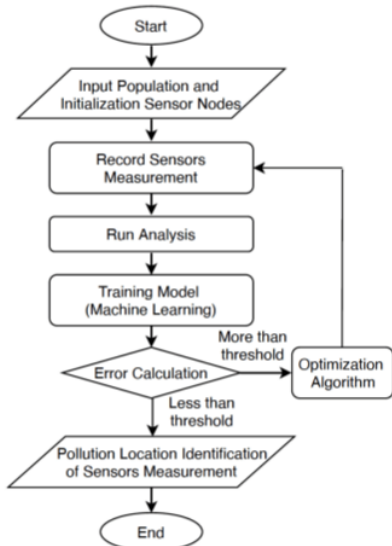 Start
Input Population and
Initialization Sensor Nodes
Record Sensors
Measurement
Run Analysis
Training Model
(Machine Learning)
More than
threshold
Error Calculation
Optimization
Algorithm
Less than
threshold
Pollution Location Identification
of Sensors Measurement
End